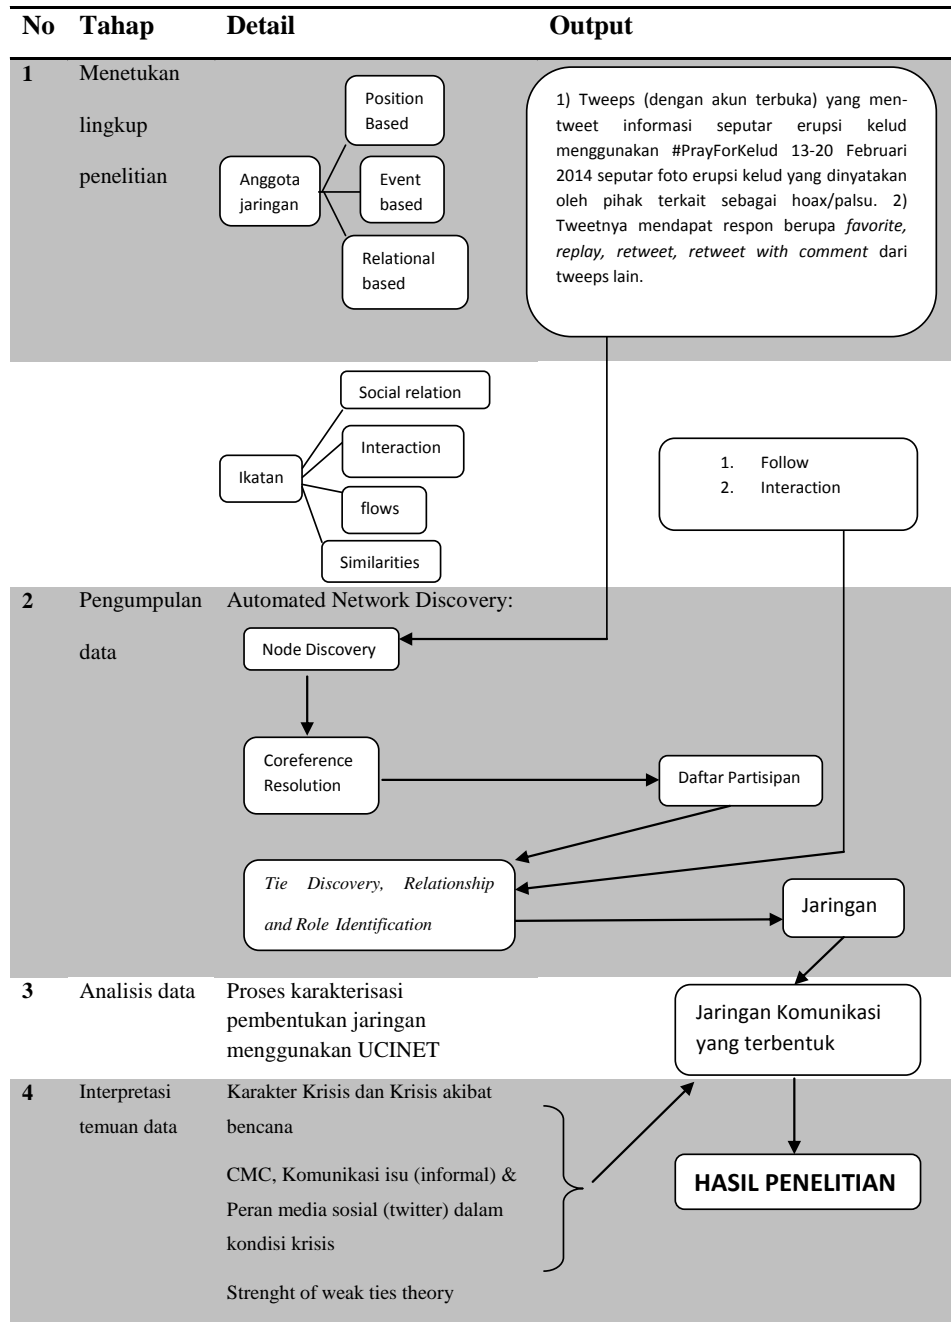 No Tahap Detail Output
1 Menetukan
lingkup
penelitian
Anggota
jaringan
Position
Based
Event
based
Relational
based
1) Tweeps (dengan akun terbuka) yang men-
tweet informasi seputar erupsi kelud
menggunakan #PrayForKelud 13-20 Februari
2014 seputar foto erupsi kelud yang dinyatakan
oleh pihak terkait sebagai hoax/palsu. 2)
Tweetnya mendapat respon berupa favorite,
replay, retweet, retweet with comment dari
tweeps lain.
Ikatan
Social relation
Interaction
flows
Similarities
1. Follow
2. Interaction
2 Pengumpulan
data
Automated Network Discovery:
Node Discovery
Coreference
Resolution
Daftar Partisipan
Tie Discovery, Relationship
and Role Identification
Jaringan
3 Analisis data
Proses karakterisasi
pembentukan jaringan
menggunakan UCINET
Jaringan Komunikasi
yang terbentuk
4 Interpretasi
temuan data
Karakter Krisis dan Krisis akibat
bencana
CMC, Komunikasi isu (informal) &
Peran media sosial (twitter) dalam
kondisi krisis
Strenght of weak ties theory
HASIL PENELITIAN